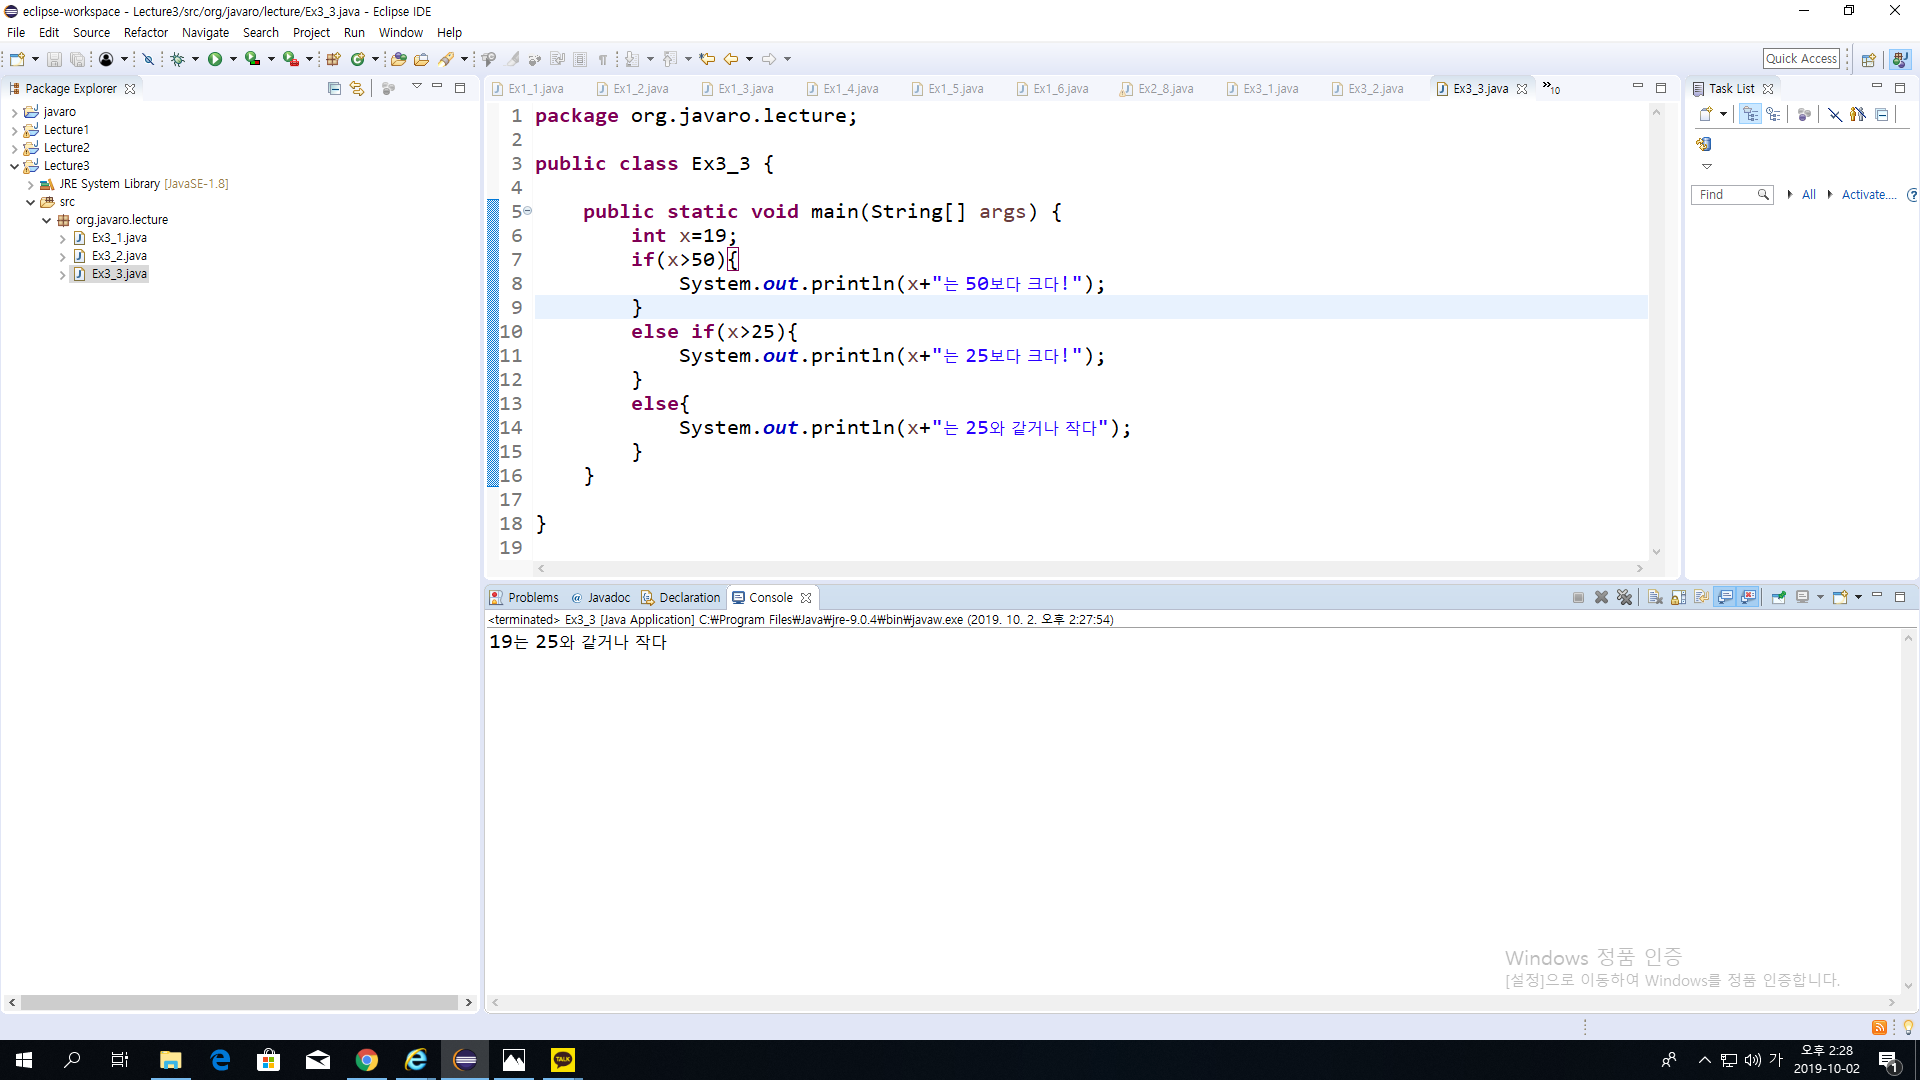 eclipse-workspace - Lecture3/src/org/javaro/lecture/Ex3_3.java - Eclipse IDE
File Edit Source Refactor Navigate Search Project Run Window Help
Quick Access
Package Explorer
javaro
Lecture1
Lecture2
Lecture3
JRE System Library [JavaSE-1.8]
src
org.javaro.lecture
Ex3_1.java
Ex3_2.java
Ex3_3.java
Ex1_1.java Ex1_2.java Ex1_3.java Ex1_4.java Ex1_5.java Ex1_6.java Ex2_8.java Ex3_1.java Ex3_2.java Ex3_3.java »10
1 package org.javaro.lecture;
2
3 public class Ex3_3 {
4
5 public static void main(String[] args) {
6 int x=19;
7 if(x>50){
8 System.out.println(x+"는 50보다 크다!");
9 }
10 else if(x>25){
11 System.out.println(x+"는 25보다 크다!");
12 }
13 else{
14 System.out.println(x+"는 25와 같거나 작다");
15 }
16 }
17
18 }
19
Task List
Find All Activate....
Problems @ Javadoc Declaration Console
<terminated> Ex3_3 [Java Application] C:₩Program Files₩Java₩jre-9.0.4₩bin₩javaw.exe (2019. 10. 2. 오후 2:27:54)
19는 25와 같거나 작다
Windows 정품 인증
[설정]으로 이동하여 Windows를 정품 인증합니다.
TALK
가
오후 2:28
2019-10-02
1